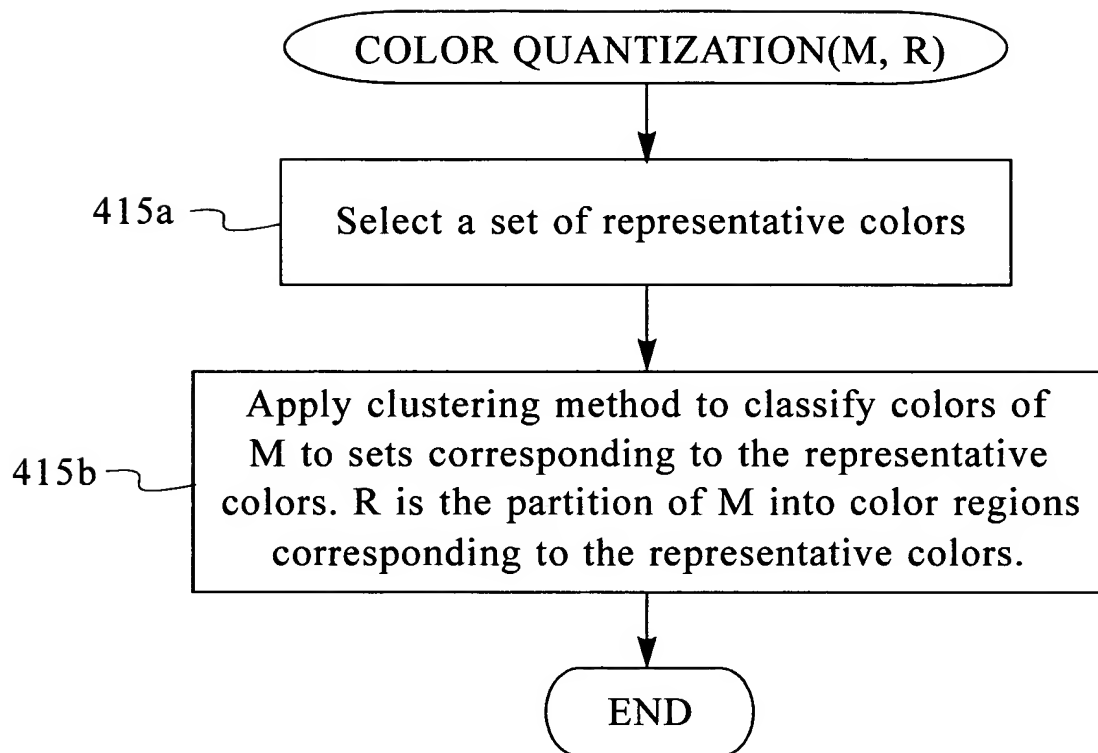 COLOR QUANTIZATION(M, R)
415a
Select a set of representative colors
415b
Apply clustering method to classify colors of
M to sets corresponding to the representative
colors. R is the partition of M into color regions
corresponding to the representative colors.
END